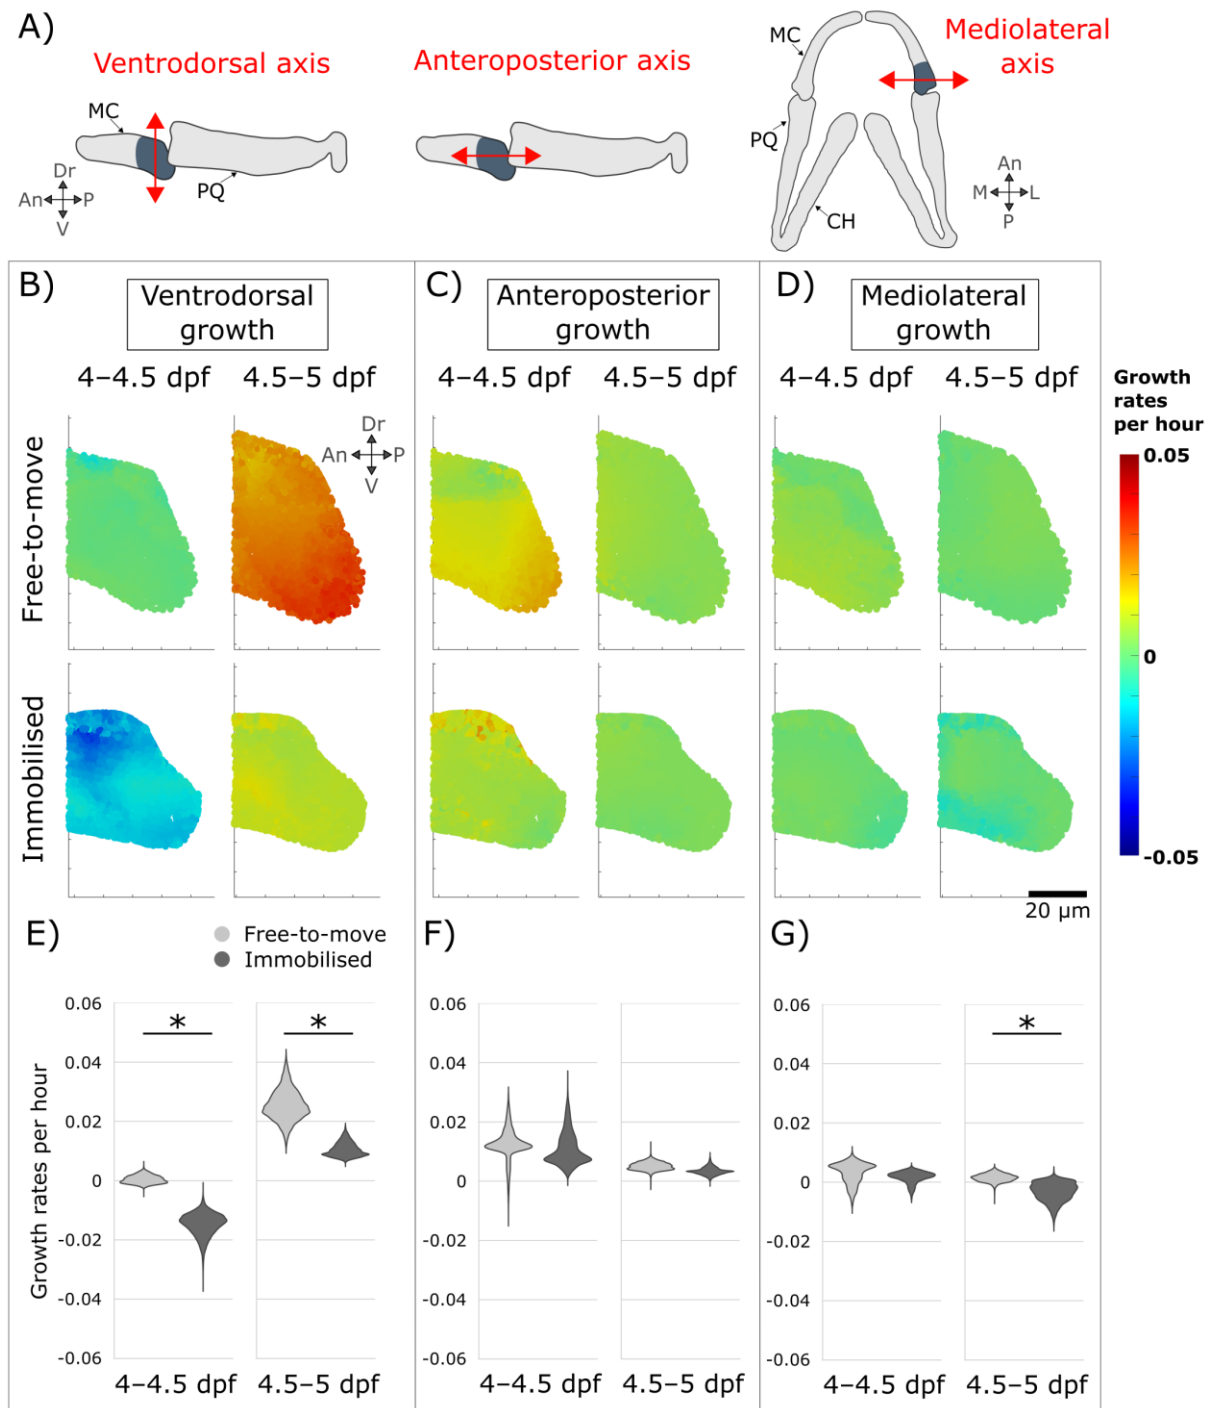 A)
Ventrodorsal axis
MC
PQ
Dr
An P
V
Anteroposterior axis
Mediolateral
axis
MC
PQ
CH
An
M L
P
B)
Ventrodorsal
growth
4–4.5 dpf 4.5–5 dpf
C)
Anteroposterior
growth
4–4.5 dpf 4.5–5 dpf
D)
Mediolateral
growth
4–4.5 dpf 4.5–5 dpf
Growth
rates
per hour
0.05
0
-0.05
Free-to-move
Dr
An P
V
Immobilised
20 µm
E)
Free-to-move
Immobilised
Growth rates per hour
0.06
0.04
0.02
0
-0.02
-0.04
-0.06
* *
4–4.5 dpf 4.5–5 dpf
F)
0.06
0.04
0.02
0
-0.02
-0.04
-0.06
4–4.5 dpf 4.5–5 dpf
G)
0.06
0.04
0.02
0
-0.02
-0.04
-0.06
*
4–4.5 dpf 4.5–5 dpf